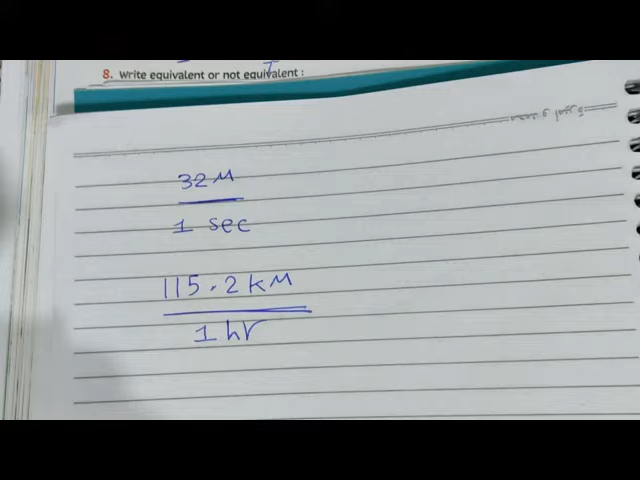 8. Write equivalent or not equivalent :
32 M
1 sec
115.2 KM
1 hr